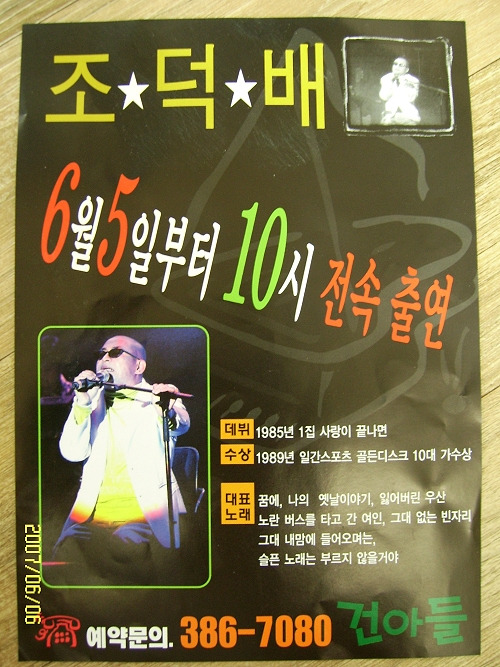 조★덕★배
6월5일부터 10시 전속 출연
데뷔 1985년 1집 사랑이 끝나면
수상 1989년 일간스포츠 골든디스크 10대 가수상
대표
노래
꿈에, 나의 옛날이야기, 잃어버린 우산
노란 버스를 타고 간 여인, 그대 없는 빈자리
그대 내맘에 들어오며는,
슬픈 노래는 부르지 않을거야
예약문의. 386-7080 건아들
2007/06/06